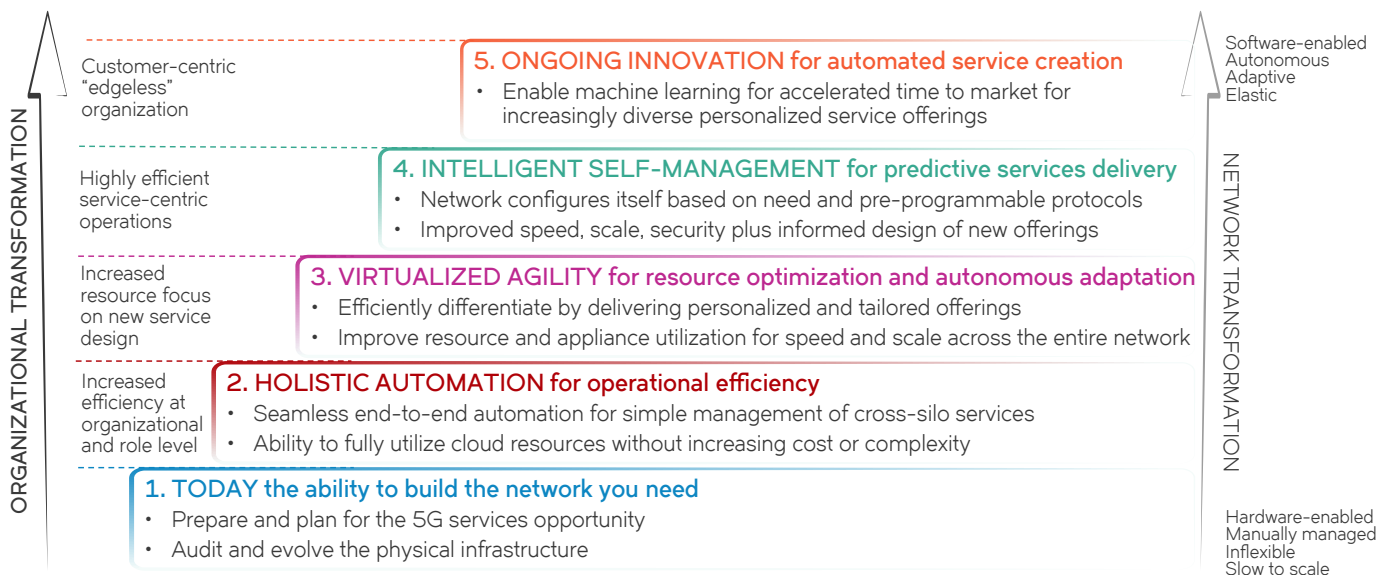 ORGANIZATIONAL TRANSFORMATION
Customer-centric
"edgeless"
organization
5. ONGOING INNOVATION for automated service creation
• Enable machine learning for accelerated time to market for
increasingly diverse personalized service offerings
Software-enabled
Autonomous
Adaptive
Elastic
Highly efficient
service-centric
operations
4. INTELLIGENT SELF-MANAGEMENT for predictive services delivery
• Network configures itself based on need and pre-programmable protocols
• Improved speed, scale, security plus informed design of new offerings
NETWORK TRANSFORMATION
Increased
resource focus
on new service
design
3. VIRTUALIZED AGILITY for resource optimization and autonomous adaptation
• Efficiently differentiate by delivering personalized and tailored offerings
• Improve resource and appliance utilization for speed and scale across the entire network
Increased
efficiency at
organizational
and role level
2. HOLISTIC AUTOMATION for operational efficiency
• Seamless end-to-end automation for simple management of cross-silo services
• Ability to fully utilize cloud resources without increasing cost or complexity
1. TODAY the ability to build the network you need
• Prepare and plan for the 5G services opportunity
• Audit and evolve the physical infrastructure
Hardware-enabled
Manually managed
Inflexible
Slow to scale